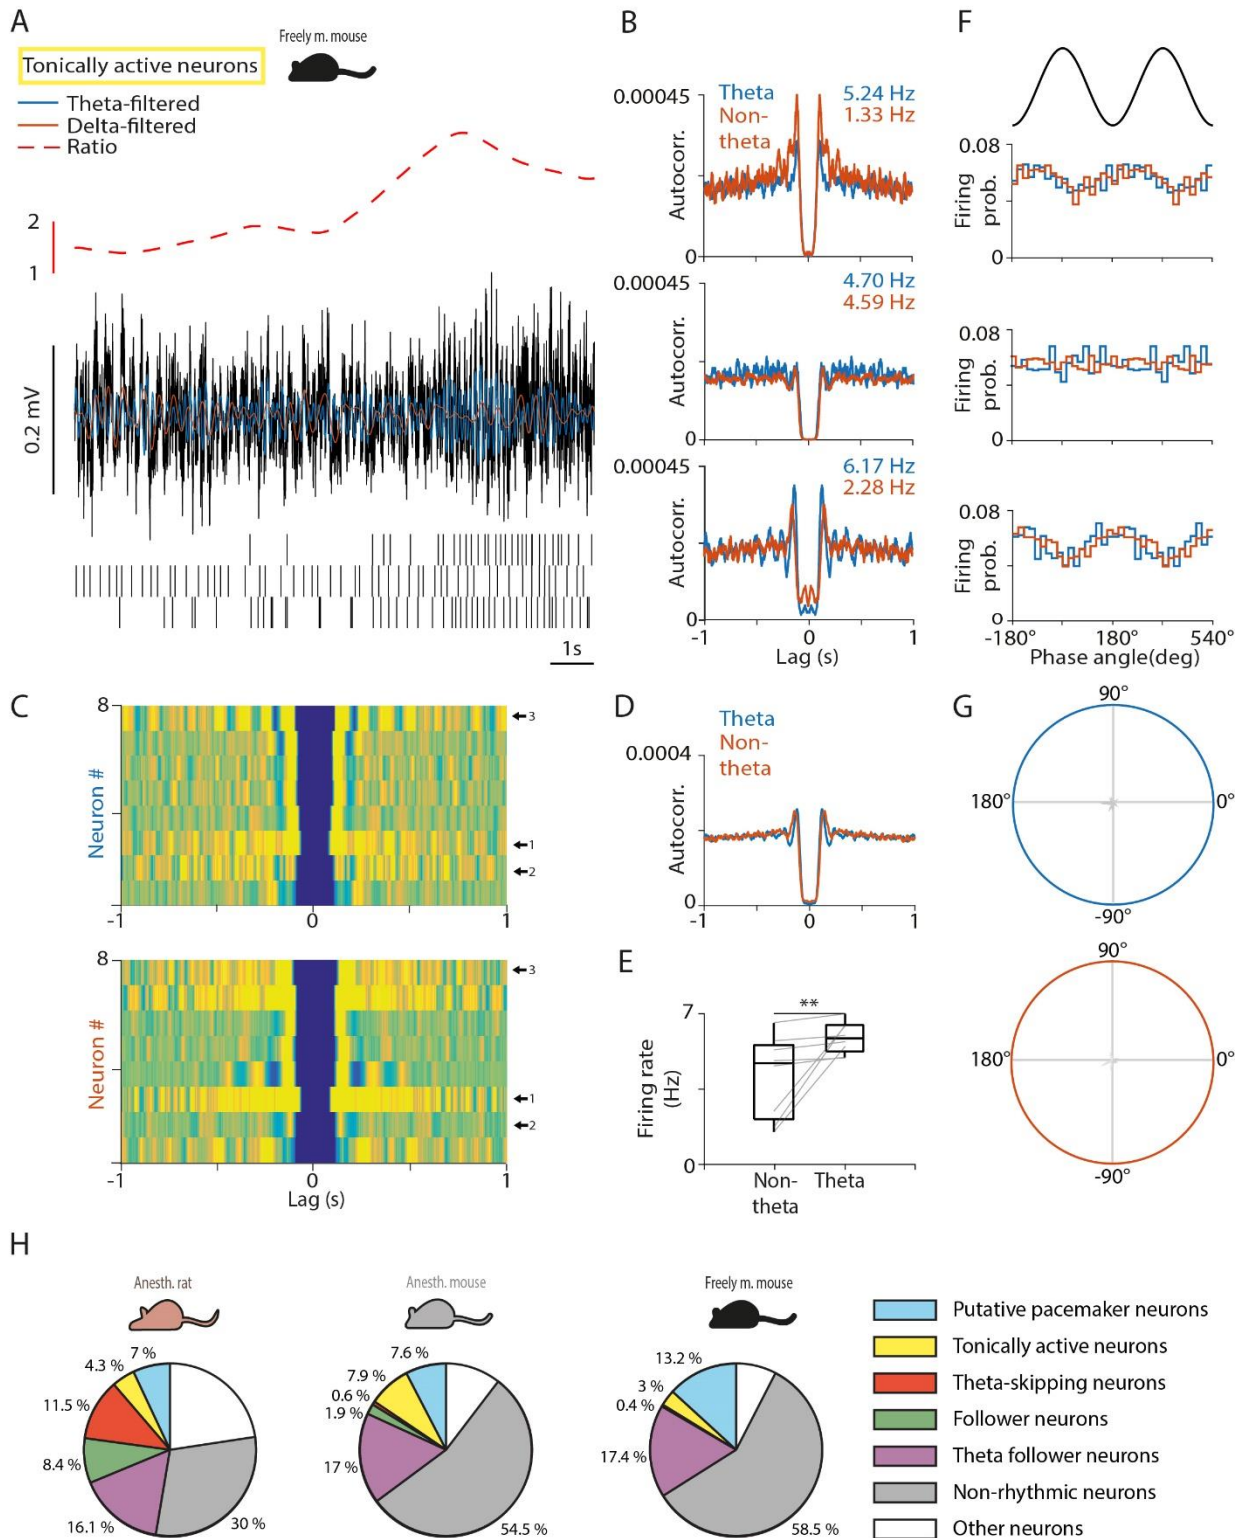 A
Freely m. mouse
Tonically active neurons
Theta-filtered
Delta-filtered
Ratio
2
1
0.2 mV
1s
B
Theta
Non-
theta
5.24 Hz
1.33 Hz
0.00045
Autocorr.
0
4.70 Hz
4.59 Hz
0.00045
Autocorr.
0
6.17 Hz
2.28 Hz
0.00045
Autocorr.
0
-1
0
1
Lag (s)
F
0.08
Firing
prob.
0
0.08
Firing
prob.
0
0.08
Firing
prob.
0
-180°
180°
540°
Phase angle(deg)
C
8
Neuron #
3
1
2
-1
0
1
8
Neuron #
3
1
2
-1
0
1
Lag (s)
D
Theta
Non-
theta
0.0004
Autocorr.
0
-1
0
1
E
**
7
Firing rate
(Hz)
0
Non-
theta
Theta
G
90°
180°
0°
-90°
90°
180°
0°
-90°
H
Anesth. rat
4.3 %
7 %
11.5 %
8.4 %
16.1 %
30 %
Anesth. mouse
7.6 %
7.9 %
0.6 %
1.9 %
17 %
54.5 %
Freely m. mouse
13.2 %
3 %
0.4 %
17.4 %
58.5 %
Putative pacemaker neurons
Tonically active neurons
Theta-skipping neurons
Follower neurons
Theta follower neurons
Non-rhythmic neurons
Other neurons